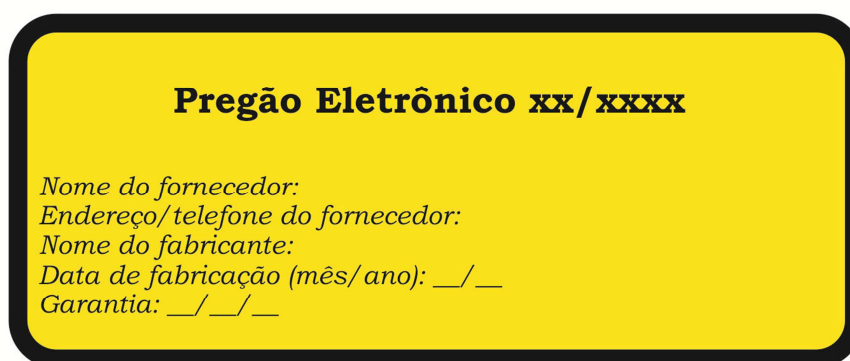 Pregão Eletrônico xx/xxxx
Nome do fornecedor:
Endereço/telefone do fornecedor:
Nome do fabricante:
Data de fabricação (mês/ano): __/__
Garantia: __/__/__